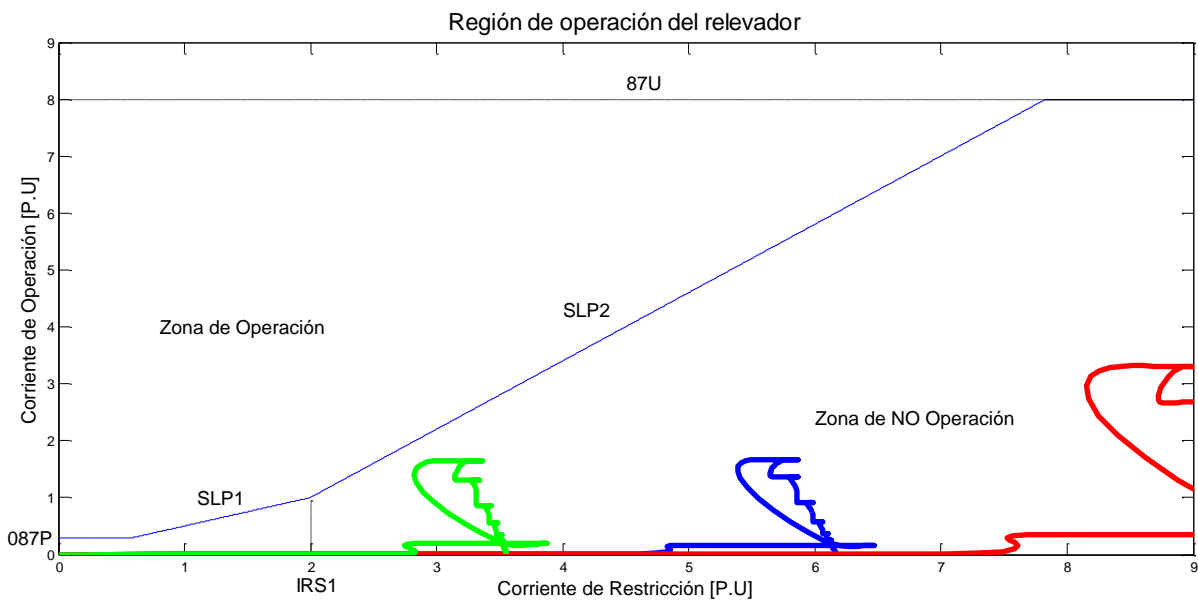 Región de operación del relevador
9
8
7
6
5
4
3
2
1
0
Corriente de Operación [P.U]
87U
SLP2
Zona de Operación
Zona de NO Operación
SLP1
087P
0 1 2 3 4 5 6 7 8 9
IRS1
Corriente de Restricción [P.U]